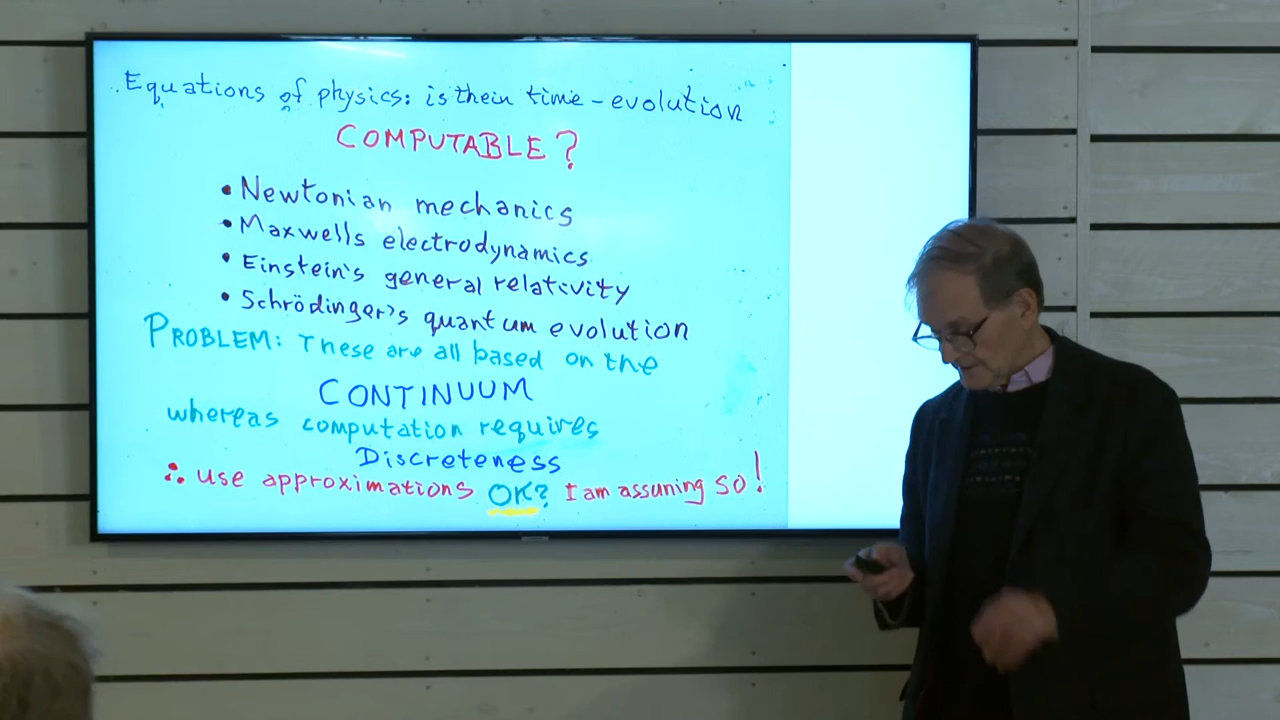 Equations of physics: is their time-evolution
COMPUTABLE?
• Newtonian mechanics
• Maxwells electrodynamics
• Einstein's general relativity
• Schrödinger's quantum evolution
PROBLEM: These are all based on the
CONTINUUM
whereas computation requires
Discreteness
∴ use approximations OK? I am assuning so!